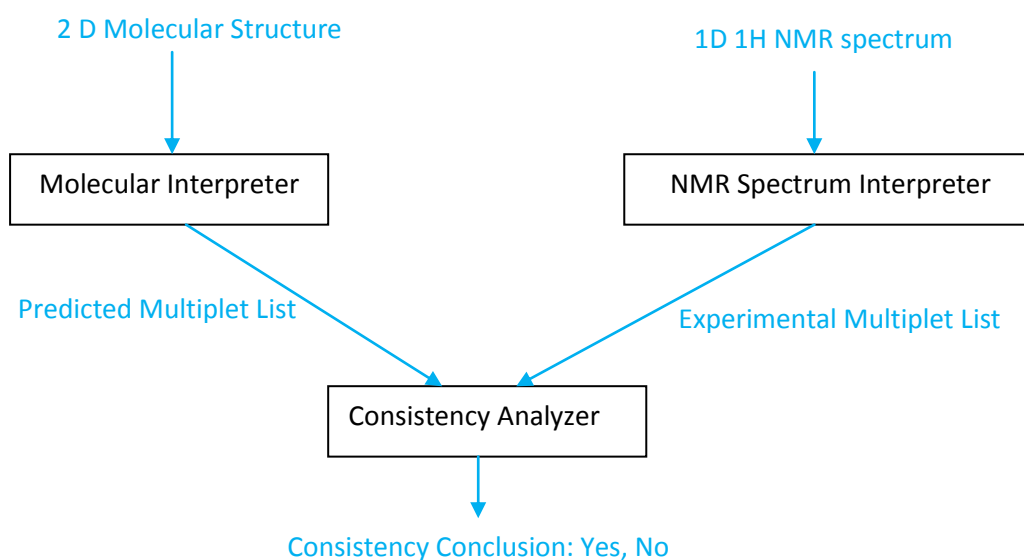 2 D Molecular Structure
1D 1H NMR spectrum
Molecular Interpreter
NMR Spectrum Interpreter
Predicted Multiplet List
Experimental Multiplet List
Consistency Analyzer
Consistency Conclusion: Yes, No